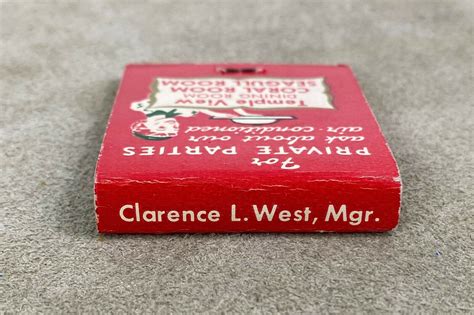 For
PRIVATE PARTIES
ask about our
air-conditioned
Temple View
DINING ROOM
CORAL ROOM
SEAGULL ROOM
Clarence L. West, Mgr.